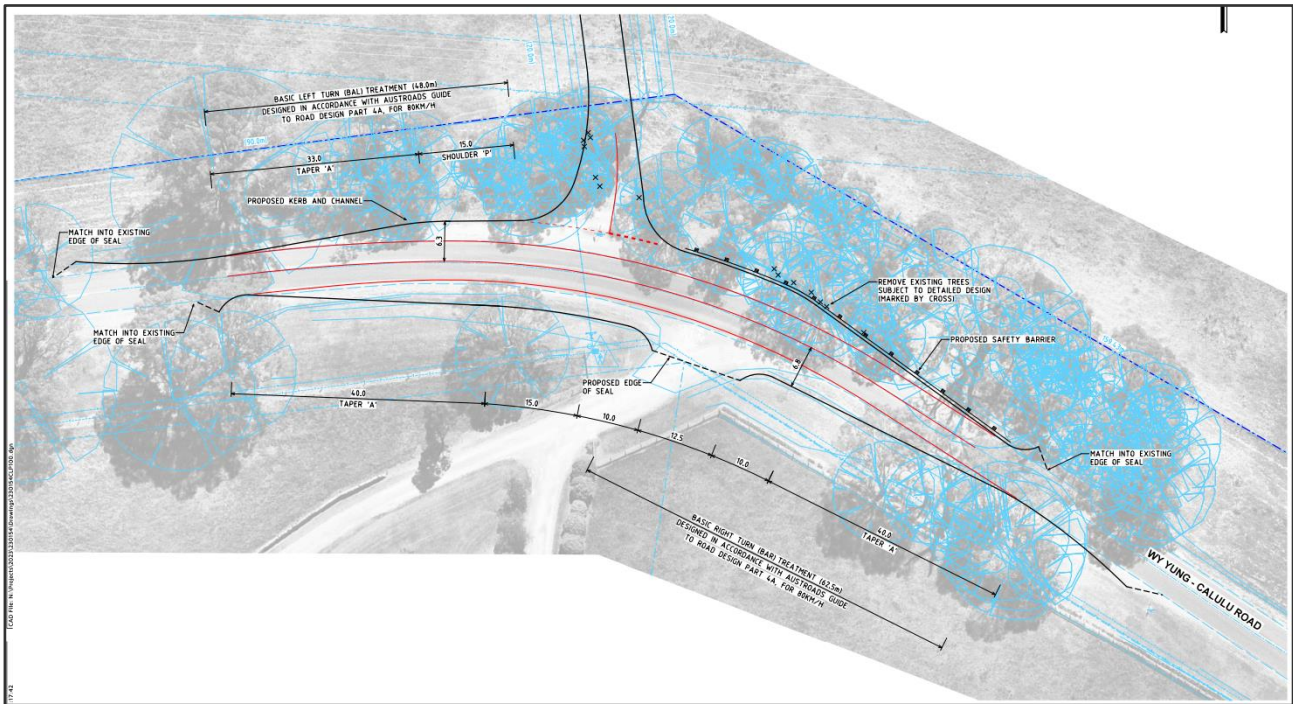 BASIC LEFT TURN (BAL) TREATMENT (48.0m)
DESIGNED IN ACCORDANCE WITH AUSTROADS GUIDE
TO ROAD DESIGN PART 4A, FOR 80KM/H
33.0
TAPER 'A'
15.0
SHOULDER 'P'
90.0m
PROPOSED KERB AND CHANNEL
MATCH INTO EXISTING
EDGE OF SEAL
6.3
MATCH INTO EXISTING
EDGE OF SEAL
REMOVE EXISTING TREES
SUBJECT TO DETAILED DESIGN
(MARKED BY CROSS)
PROPOSED SAFETY BARRIER
6.8
PROPOSED EDGE
OF SEAL
40.0
TAPER 'A'
15.0
10.0
12.5
10.0
40.0
TAPER 'A'
MATCH INTO EXISTING
EDGE OF SEAL
BASIC RIGHT TURN (BAR) TREATMENT (62.5m)
DESIGNED IN ACCORDANCE WITH AUSTROADS GUIDE
TO ROAD DESIGN PART 4A, FOR 80KM/H
WY YUNG - CALULU ROAD
17:42